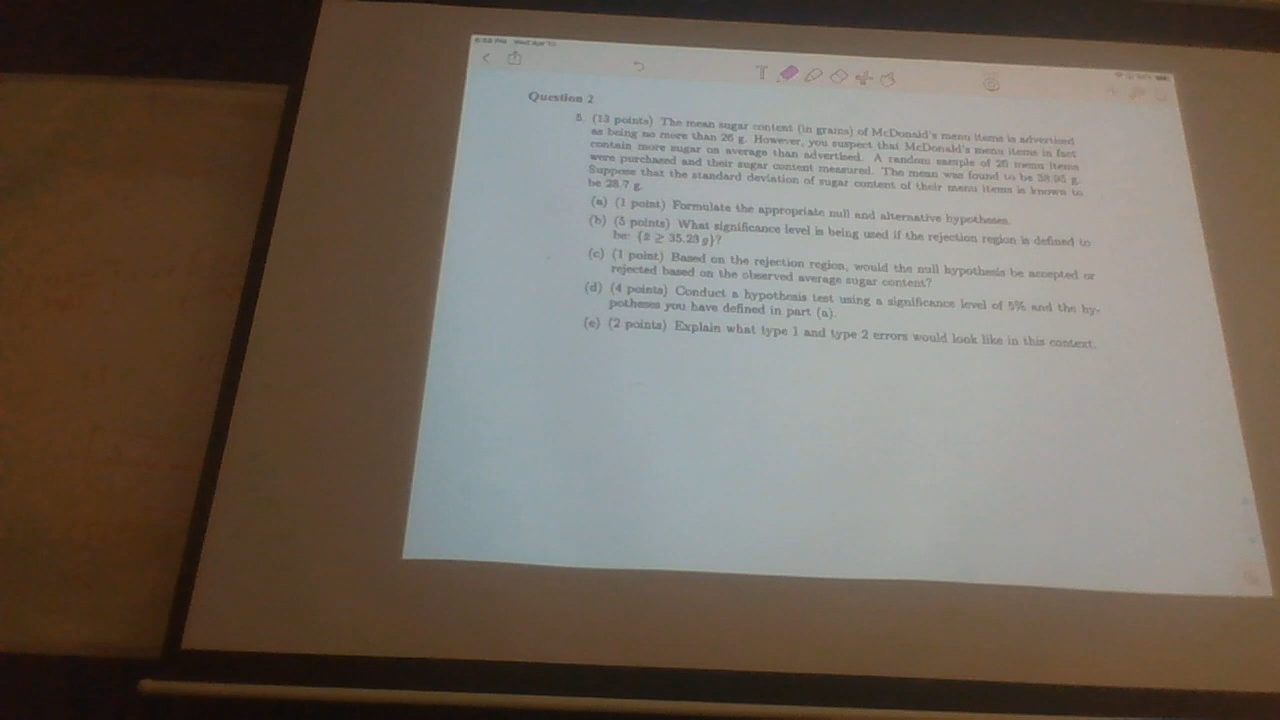 Question 2
5. (13 points) The mean sugar content (in grams) of McDonald's menu items is advertised
as being no more than 26 g. However, you suspect that McDonald's menu items in fact
contain more sugar on average than advertised. A random sample of menu items
were purchased and their sugar content measured. The mean was found to be g.
Suppose that the standard deviation of sugar content of their menu items is known to
be 28.7 g.
(a) (1 point) Formulate the appropriate null and alternative hypotheses.
(b) (5 points) What significance level is being used if the rejection region is defined to
be: ≥ 35.23 g}?
(c) (1 point) Based on the rejection region, would the null hypothesis be accepted or
rejected based on the observed average sugar content?
(d) (4 points) Conduct a hypothesis test using a significance level of 5% and the hy-
potheses you have defined in part (a).
(e) (2 points) Explain what type 1 and type 2 errors would look like in this context.